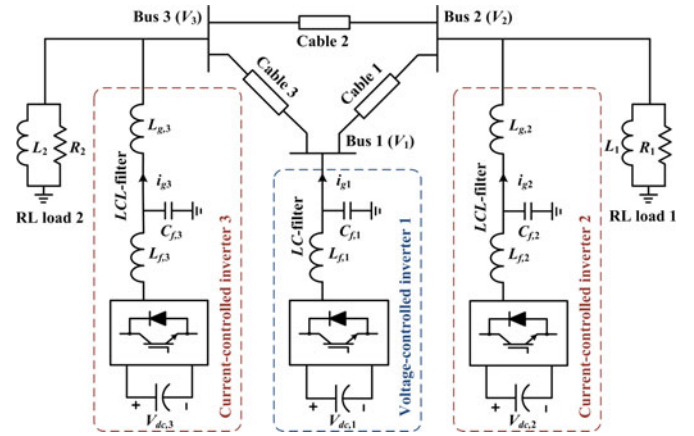 Bus 3 (V3)
Bus 2 (V2)
Cable 2
Cable 3
Cable 1
Bus 1 (V1)
L2
R2
RL load 2
Lg,3
ig3
LCL-filter
Cf,3
Lf,3
Vdc,3
+
−
Current-controlled inverter 3
ig1
LC-filter
Cf,1
Lf,1
Vdc,1
+
−
Voltage-controlled inverter 1
Lg,2
ig2
LCL-filter
Cf,2
Lf,2
Vdc,2
+
−
Current-controlled inverter 2
L1
R1
RL load 1